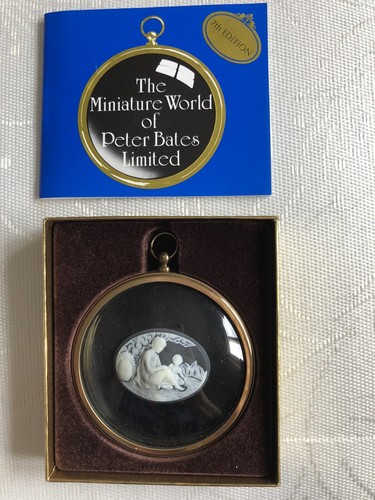 7th EDITION
The
Miniature World
of
Peter Bates
Limited